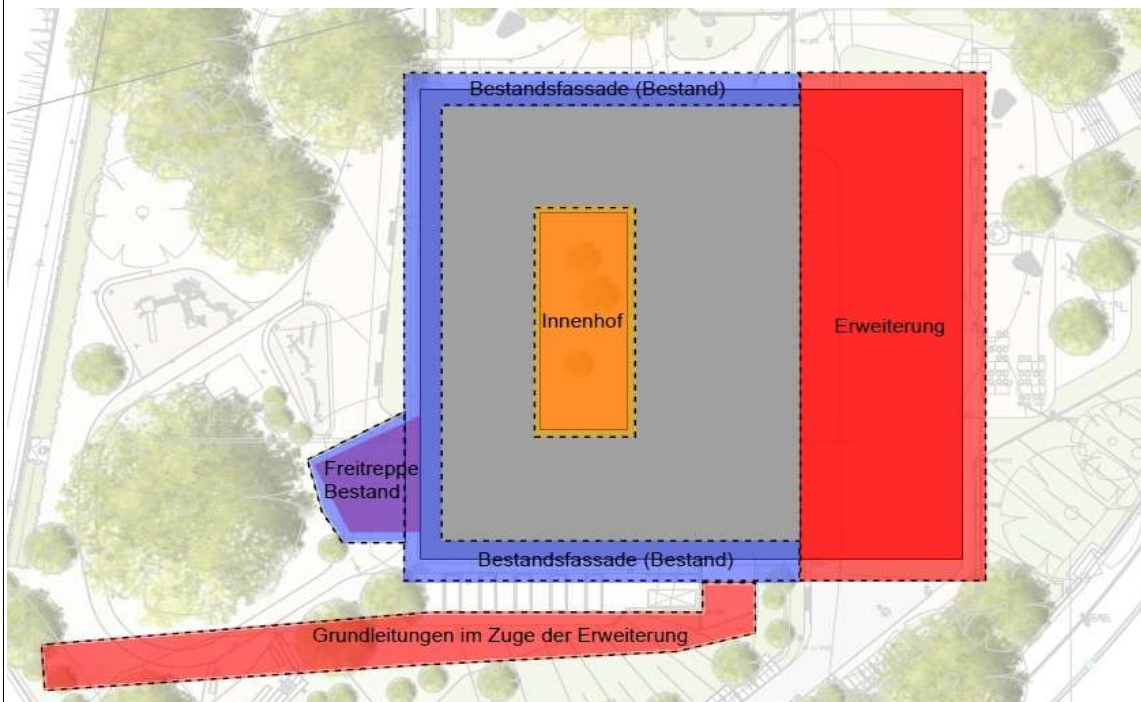 Bestandsfassade (Bestand)
Innenhof
Erweiterung
Freitreppe
Bestand
Bestandsfassade (Bestand)
Grundleitungen im Zuge der Erweiterung